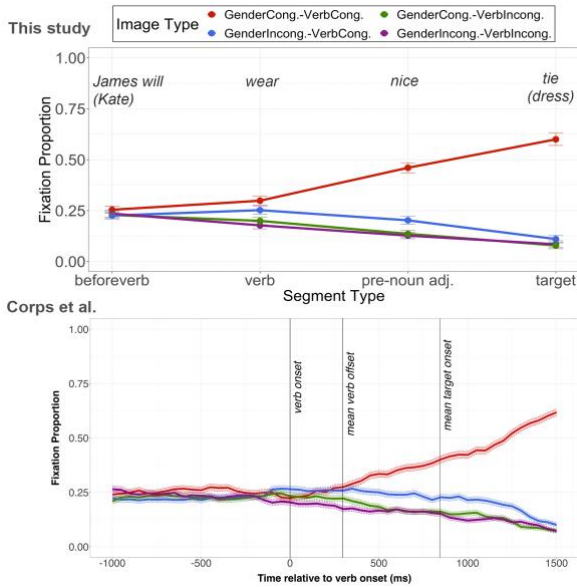 This study
Image Type
GenderCong.-VerbCong.
GenderCong.-VerbIncong.
GenderIncong.-VerbCong.
GenderIncong.-VerbIncong.
Fixation Proportion
1.00
0.75
0.50
0.25
0.00
James will
(Kate)
wear
nice
tie
(dress)
beforeverb
verb
pre-noun adj.
target
Segment Type
Corps et al.
Fixation Proportion
1.00
0.75
0.50
0.25
0.00
verb onset
mean verb offset
mean target onset
-1000
-500
0
500
1000
1500
Time relative to verb onset (ms)